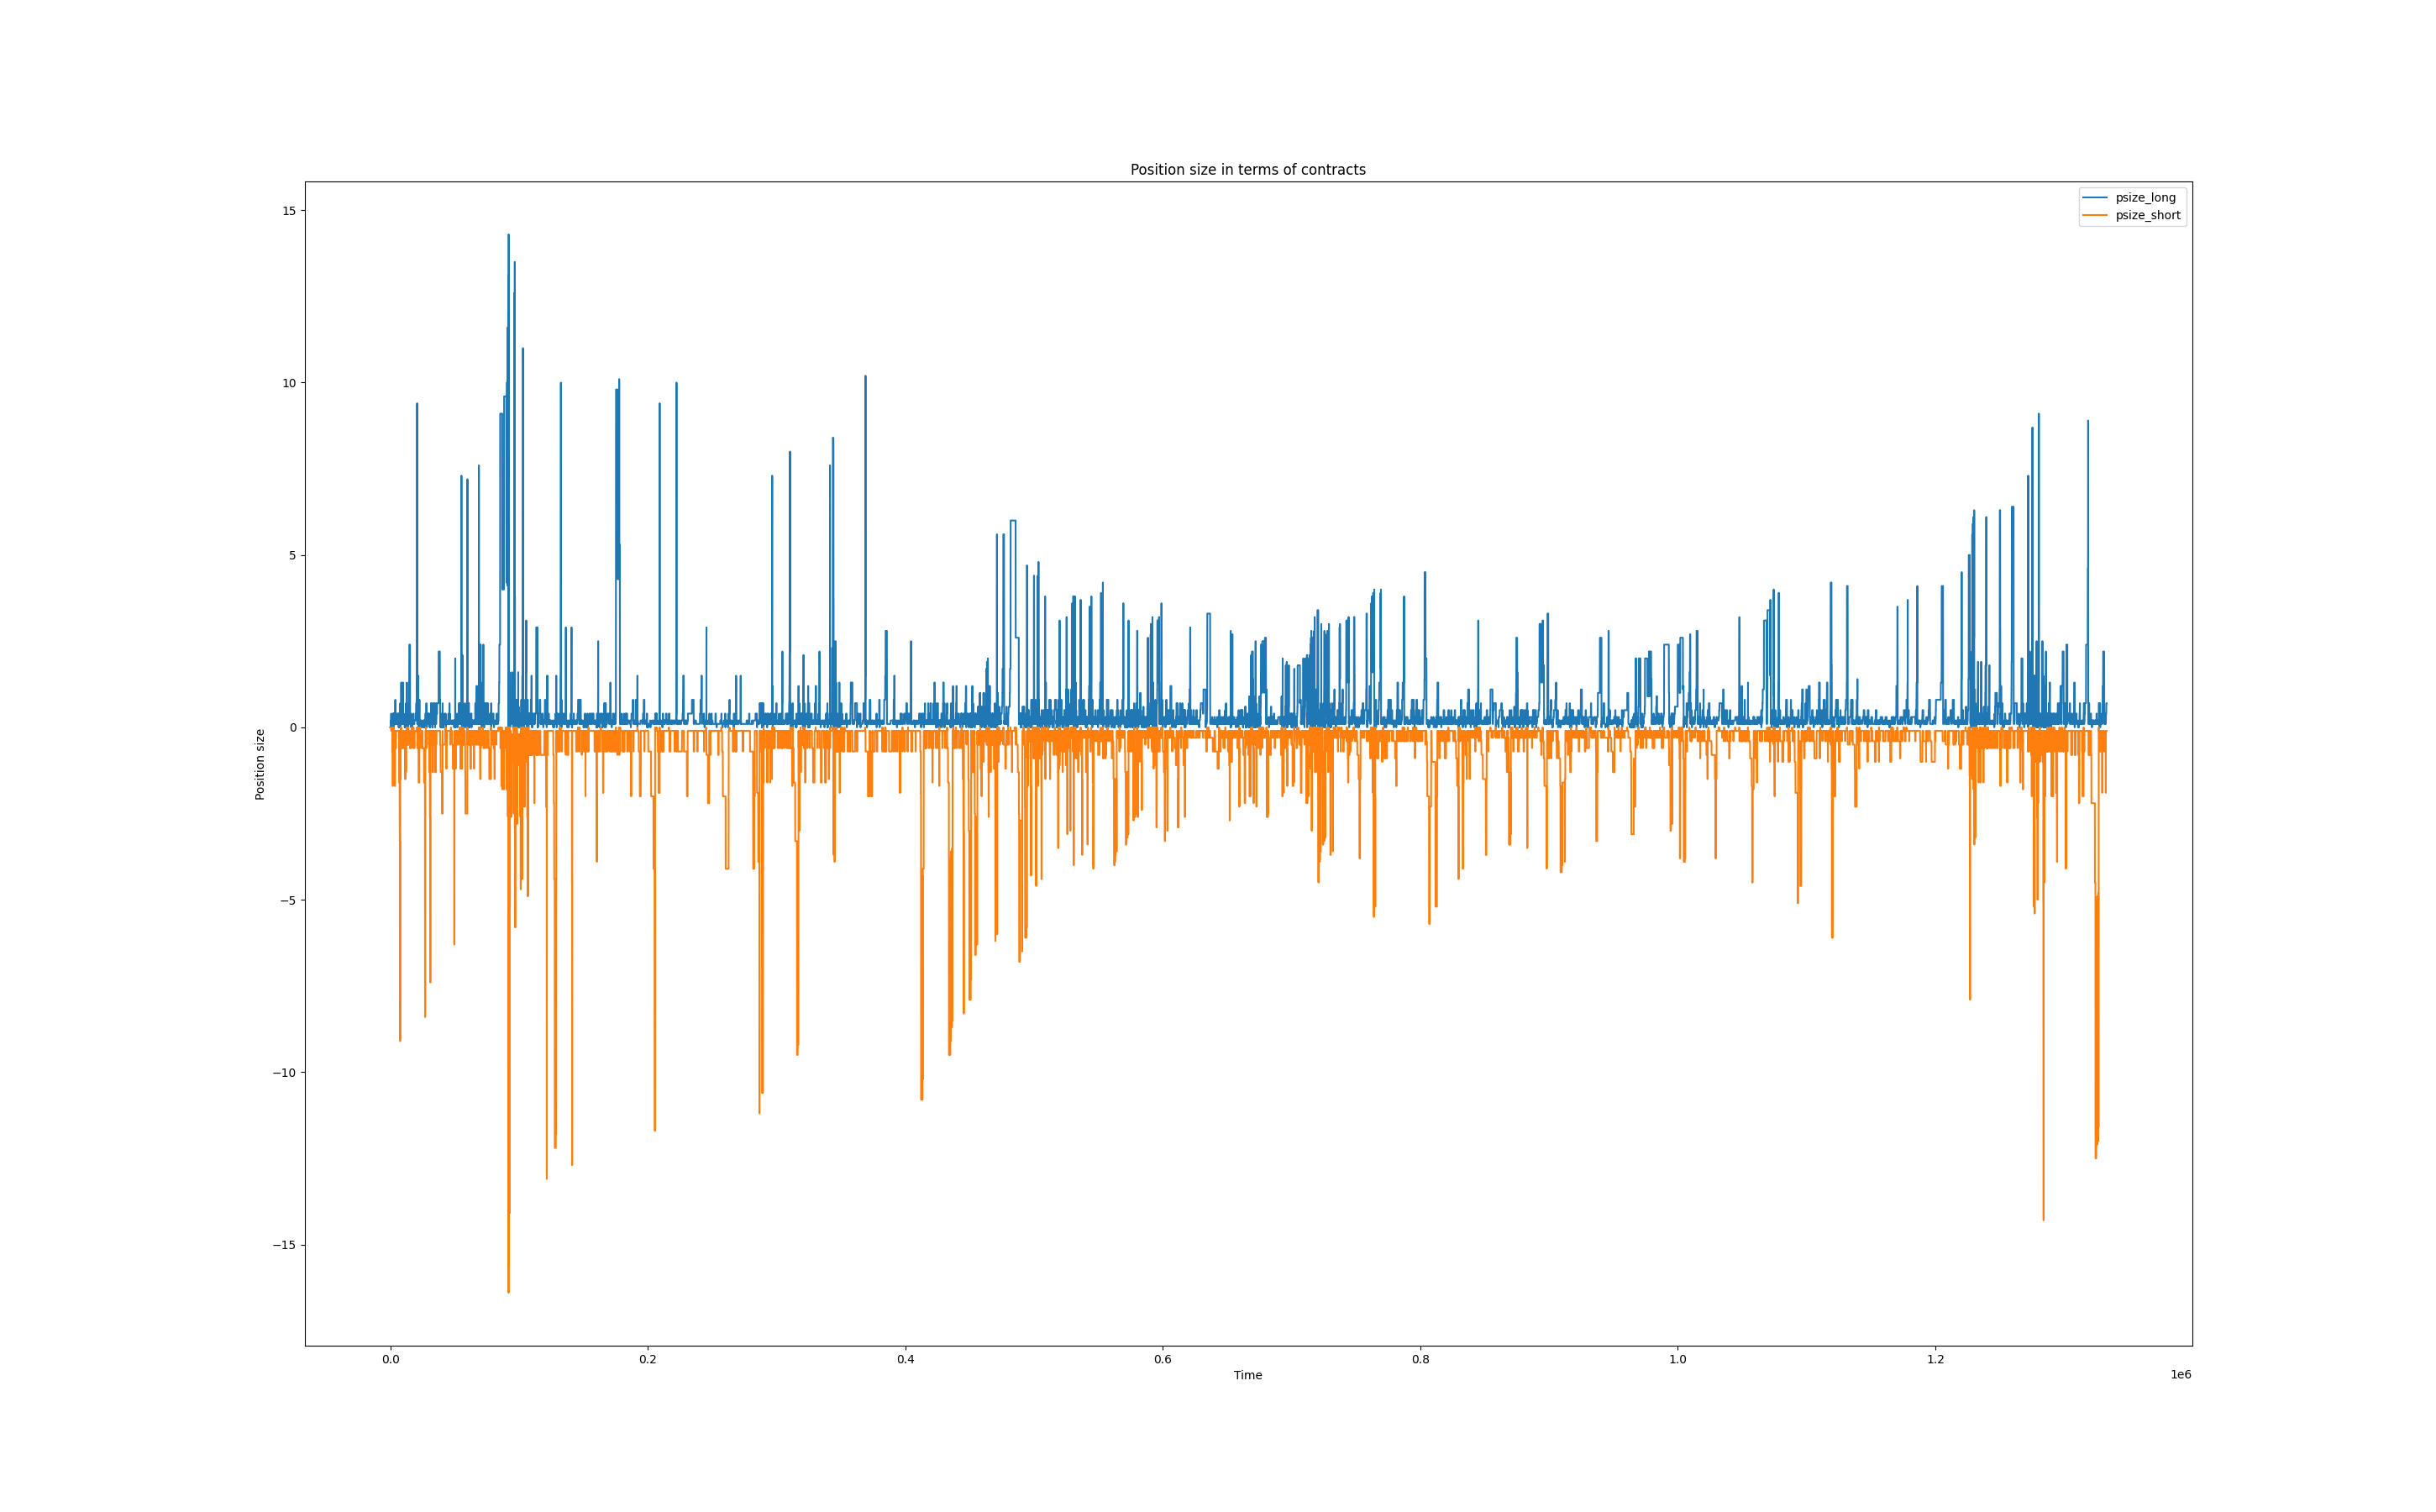 Position size in terms of contracts
psize_long
psize_short
15
10
5
0
−5
−10
−15
Position size
0.0
0.2
0.4
0.6
0.8
1.0
1.2
1e6
Time